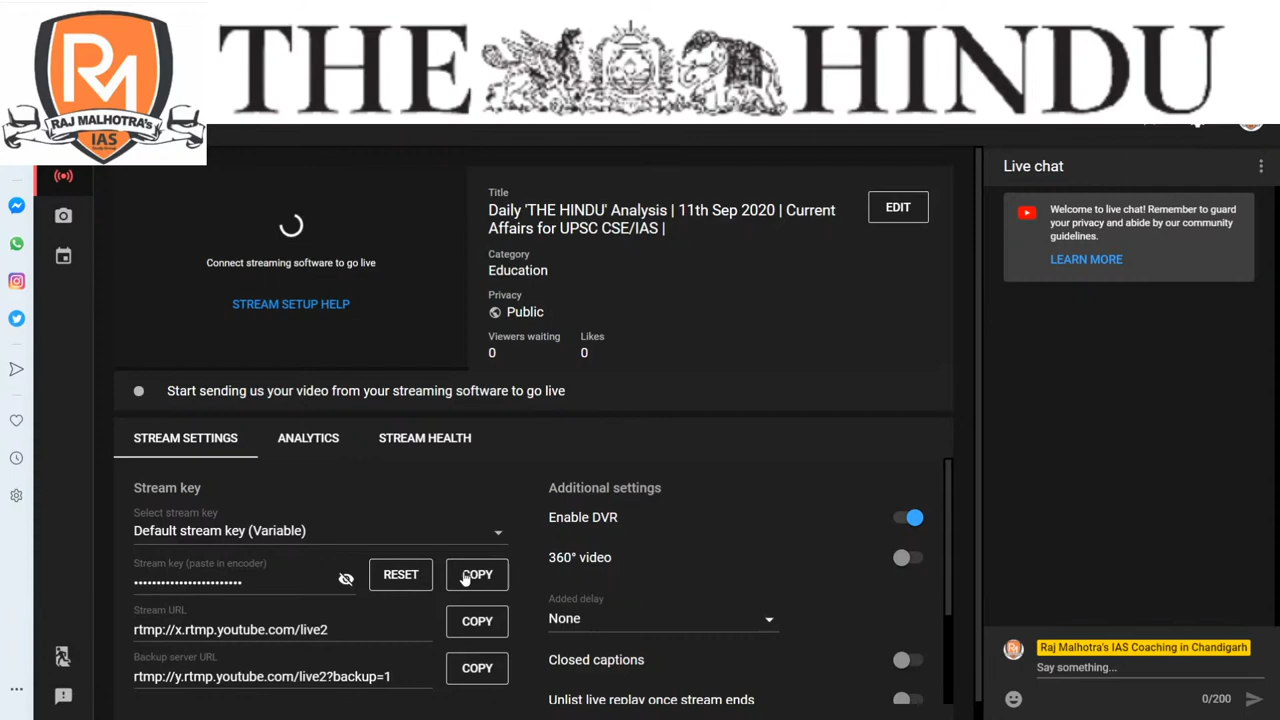 RM
RAJ MALHOTRA's
IAS
THE HINDU
Live chat
Welcome to live chat! Remember to guard
your privacy and abide by our community
guidelines.
LEARN MORE
Connect streaming software to go live
STREAM SETUP HELP
Title
Daily 'THE HINDU' Analysis | 11th Sep 2020 | Current
Affairs for UPSC CSE/IAS |
EDIT
Category
Education
Privacy
Public
Viewers waiting
Likes
0
0
Start sending us your video from your streaming software to go live
STREAM SETTINGS
ANALYTICS
STREAM HEALTH
Stream key
Select stream key
Default stream key (Variable)
Stream key (paste in encoder)
••••••••••••••••••••••••
RESET
COPY
Stream URL
rtmp://x.rtmp.youtube.com/live2
COPY
Backup server URL
rtmp://y.rtmp.youtube.com/live2?backup=1
COPY
Additional settings
Enable DVR
360° video
Added delay
None
Closed captions
Unlist live replay once stream ends
Raj Malhotra's IAS Coaching in Chandigarh
Say something...
0/200